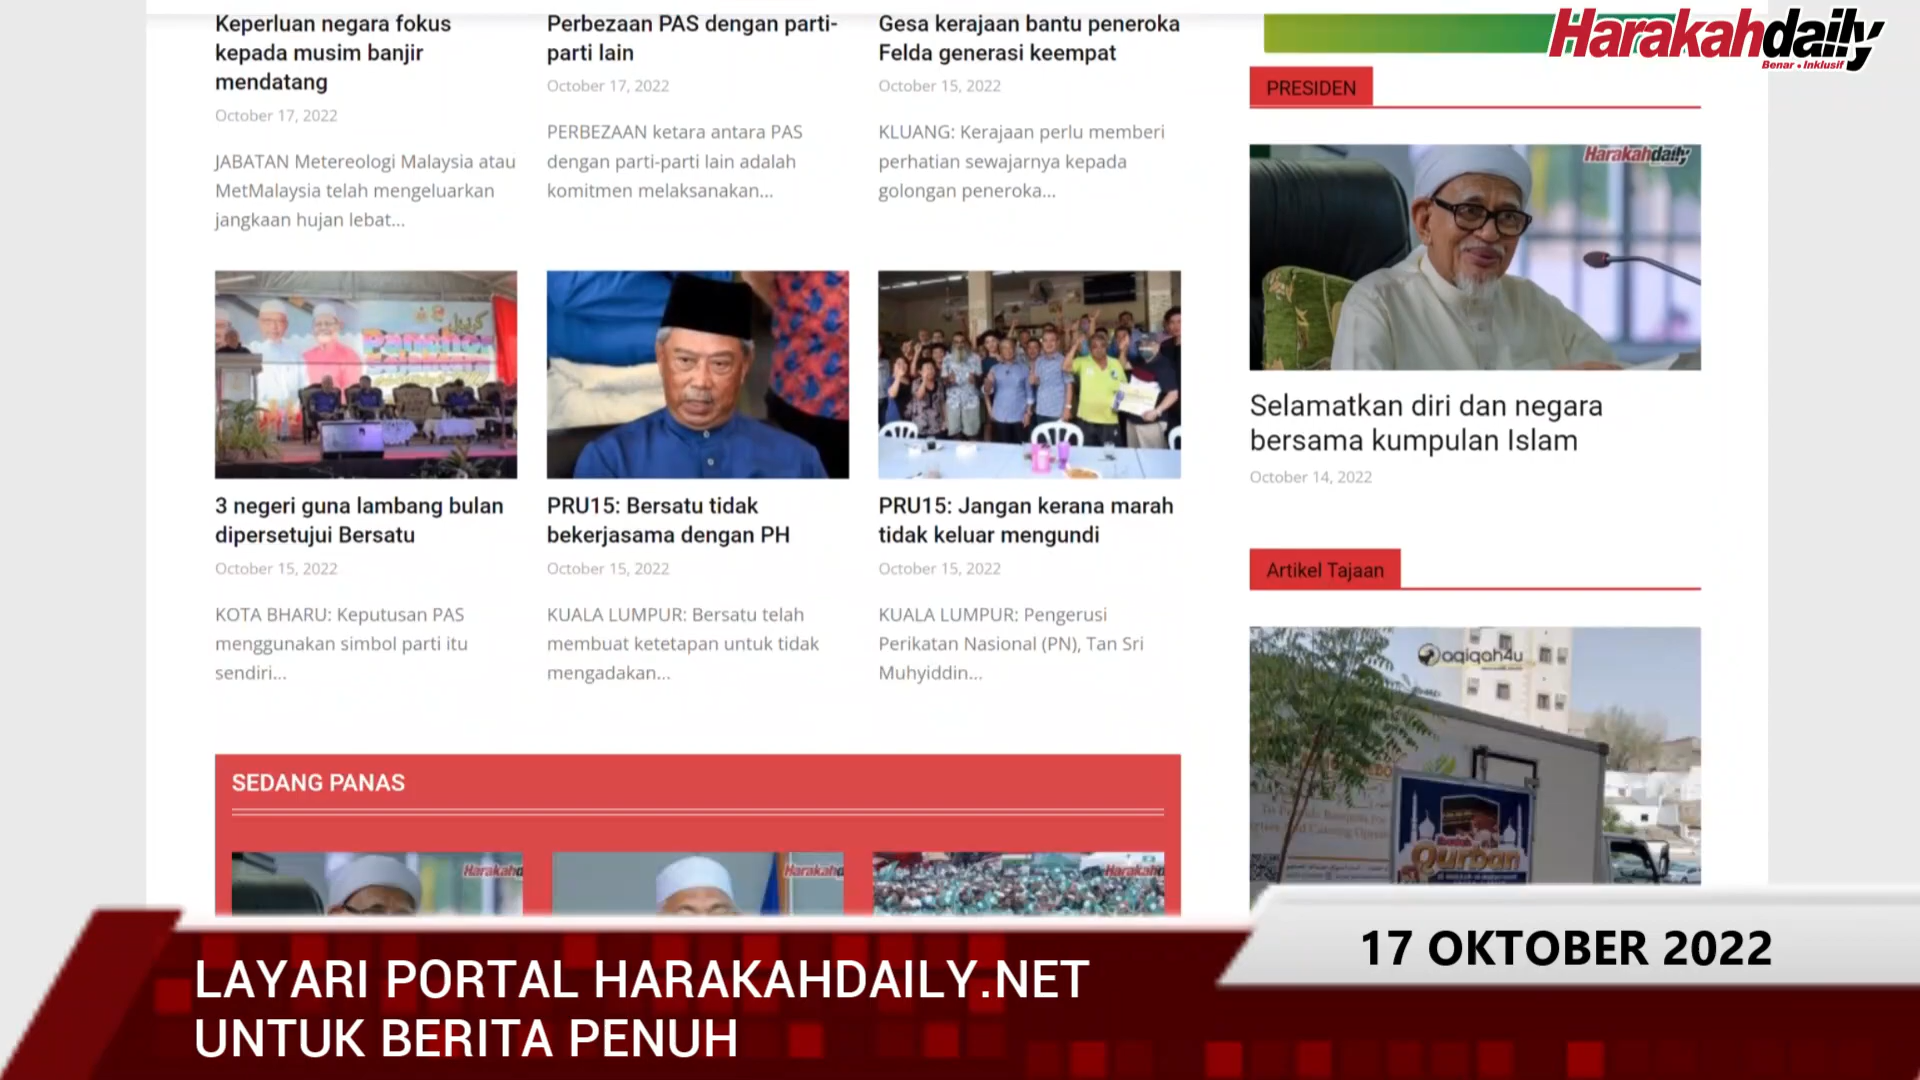 Harakahdaily
Benar • Inklusif
Keperluan negara fokus
kepada musim banjir
mendatang
October 17, 2022
JABATAN Metereologi Malaysia atau
MetMalaysia telah mengeluarkan
jangkaan hujan lebat...
Perbezaan PAS dengan parti-
parti lain
October 17, 2022
PERBEZAAN ketara antara PAS
dengan parti-parti lain adalah
komitmen melaksanakan...
Gesa kerajaan bantu peneroka
Felda generasi keempat
October 15, 2022
KLUANG: Kerajaan perlu memberi
perhatian sewajarnya kepada
golongan peneroka...
3 negeri guna lambang bulan
dipersetujui Bersatu
October 15, 2022
KOTA BHARU: Keputusan PAS
menggunakan simbol parti itu
sendiri...
PRU15: Bersatu tidak
bekerjasama dengan PH
October 15, 2022
KUALA LUMPUR: Bersatu telah
membuat ketetapan untuk tidak
mengadakan...
PRU15: Jangan kerana marah
tidak keluar mengundi
October 15, 2022
KUALA LUMPUR: Pengerusi
Perikatan Nasional (PN), Tan Sri
Muhyiddin...
PRESIDEN
Harakahdaily
Selamatkan diri dan negara
bersama kumpulan Islam
October 14, 2022
Artikel Tajaan
aqiqah4u
Qurban
SEDANG PANAS
Harakahd
Harakahd
Harakahd
17 OKTOBER 2022
LAYARI PORTAL HARAKAHDAILY.NET
UNTUK BERITA PENUH